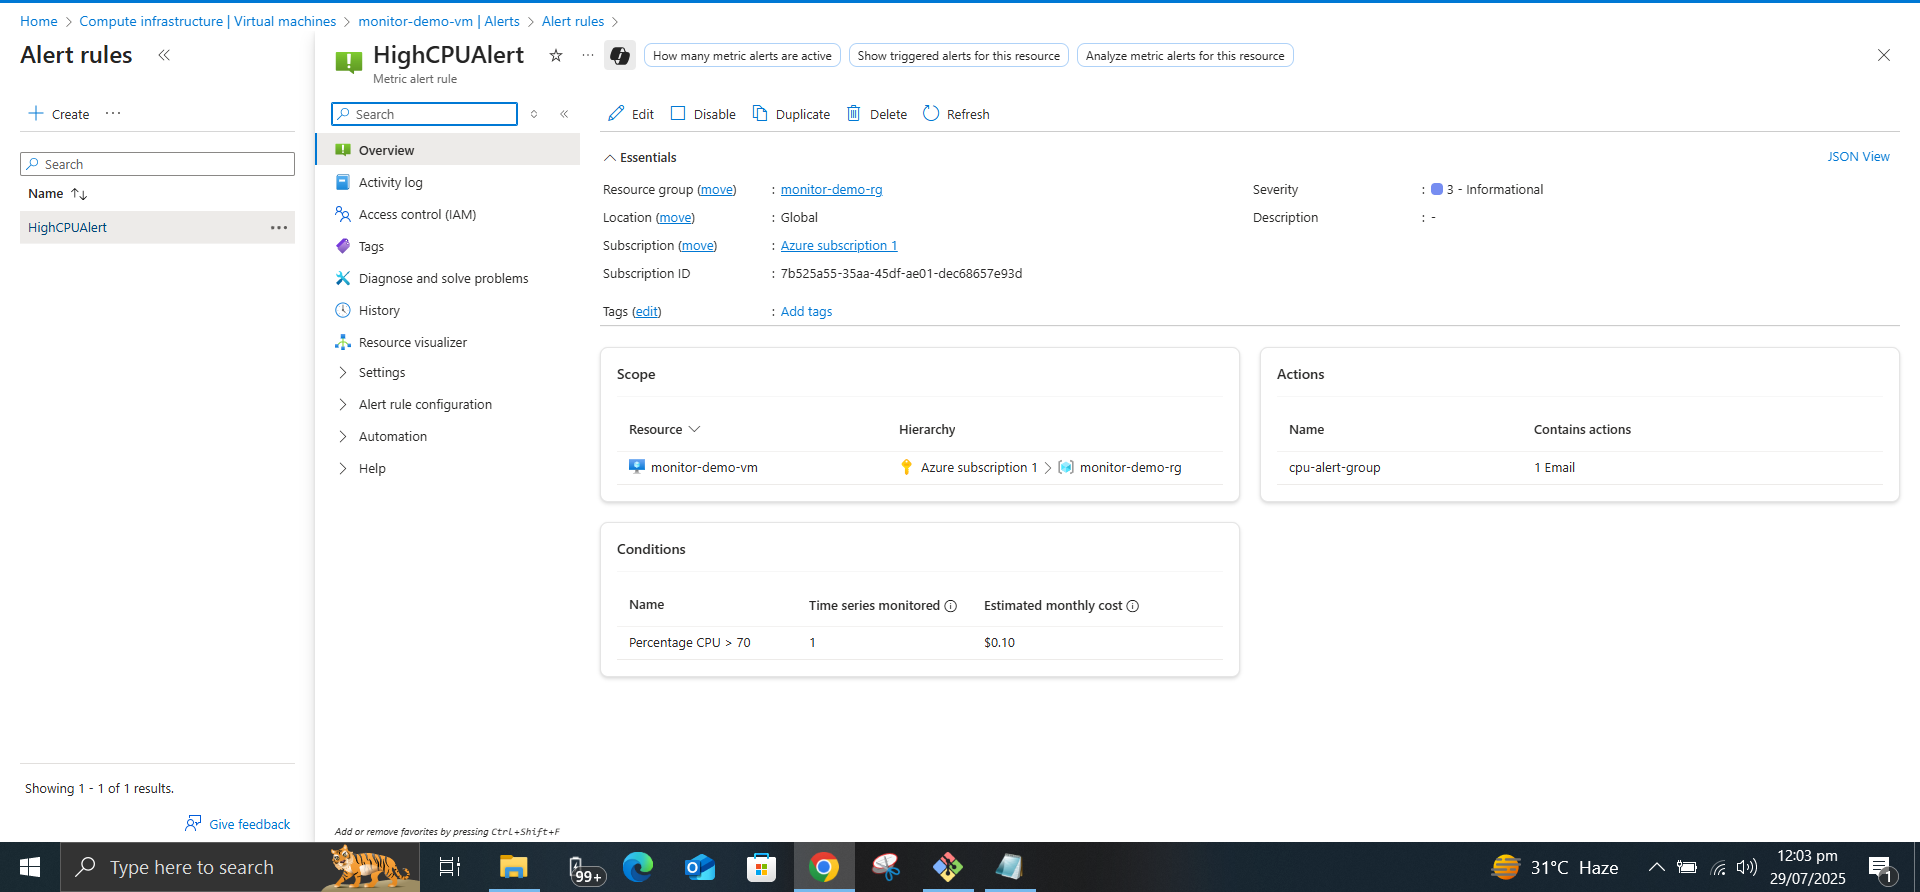 Home > Compute infrastructure | Virtual machines > monitor-demo-vm | Alerts > Alert rules >
Alert rules
Create
Search
Name
HighCPUAlert
Showing 1 - 1 of 1 results.
Give feedback
HighCPUAlert
Metric alert rule
How many metric alerts are active
Show triggered alerts for this resource
Analyze metric alerts for this resource
Search
Overview
Activity log
Access control (IAM)
Tags
Diagnose and solve problems
History
Resource visualizer
Settings
Alert rule configuration
Automation
Help
Add or remove favorites by pressing Ctrl+Shift+F
Edit Disable Duplicate Delete Refresh
Essentials
JSON View
Resource group (move) : monitor-demo-rg
Location (move) : Global
Subscription (move) : Azure subscription 1
Subscription ID : 7b525a55-35aa-45df-ae01-dec68657e93d
Tags (edit) : Add tags
Severity : 3 - Informational
Description : -
Scope
Resource Hierarchy
monitor-demo-vm Azure subscription 1 > monitor-demo-rg
Actions
Name Contains actions
cpu-alert-group 1 Email
Conditions
Name Time series monitored Estimated monthly cost
Percentage CPU > 70 1 $0.10
Type here to search
99+
31°C Haze
12:03 pm
29/07/2025
1